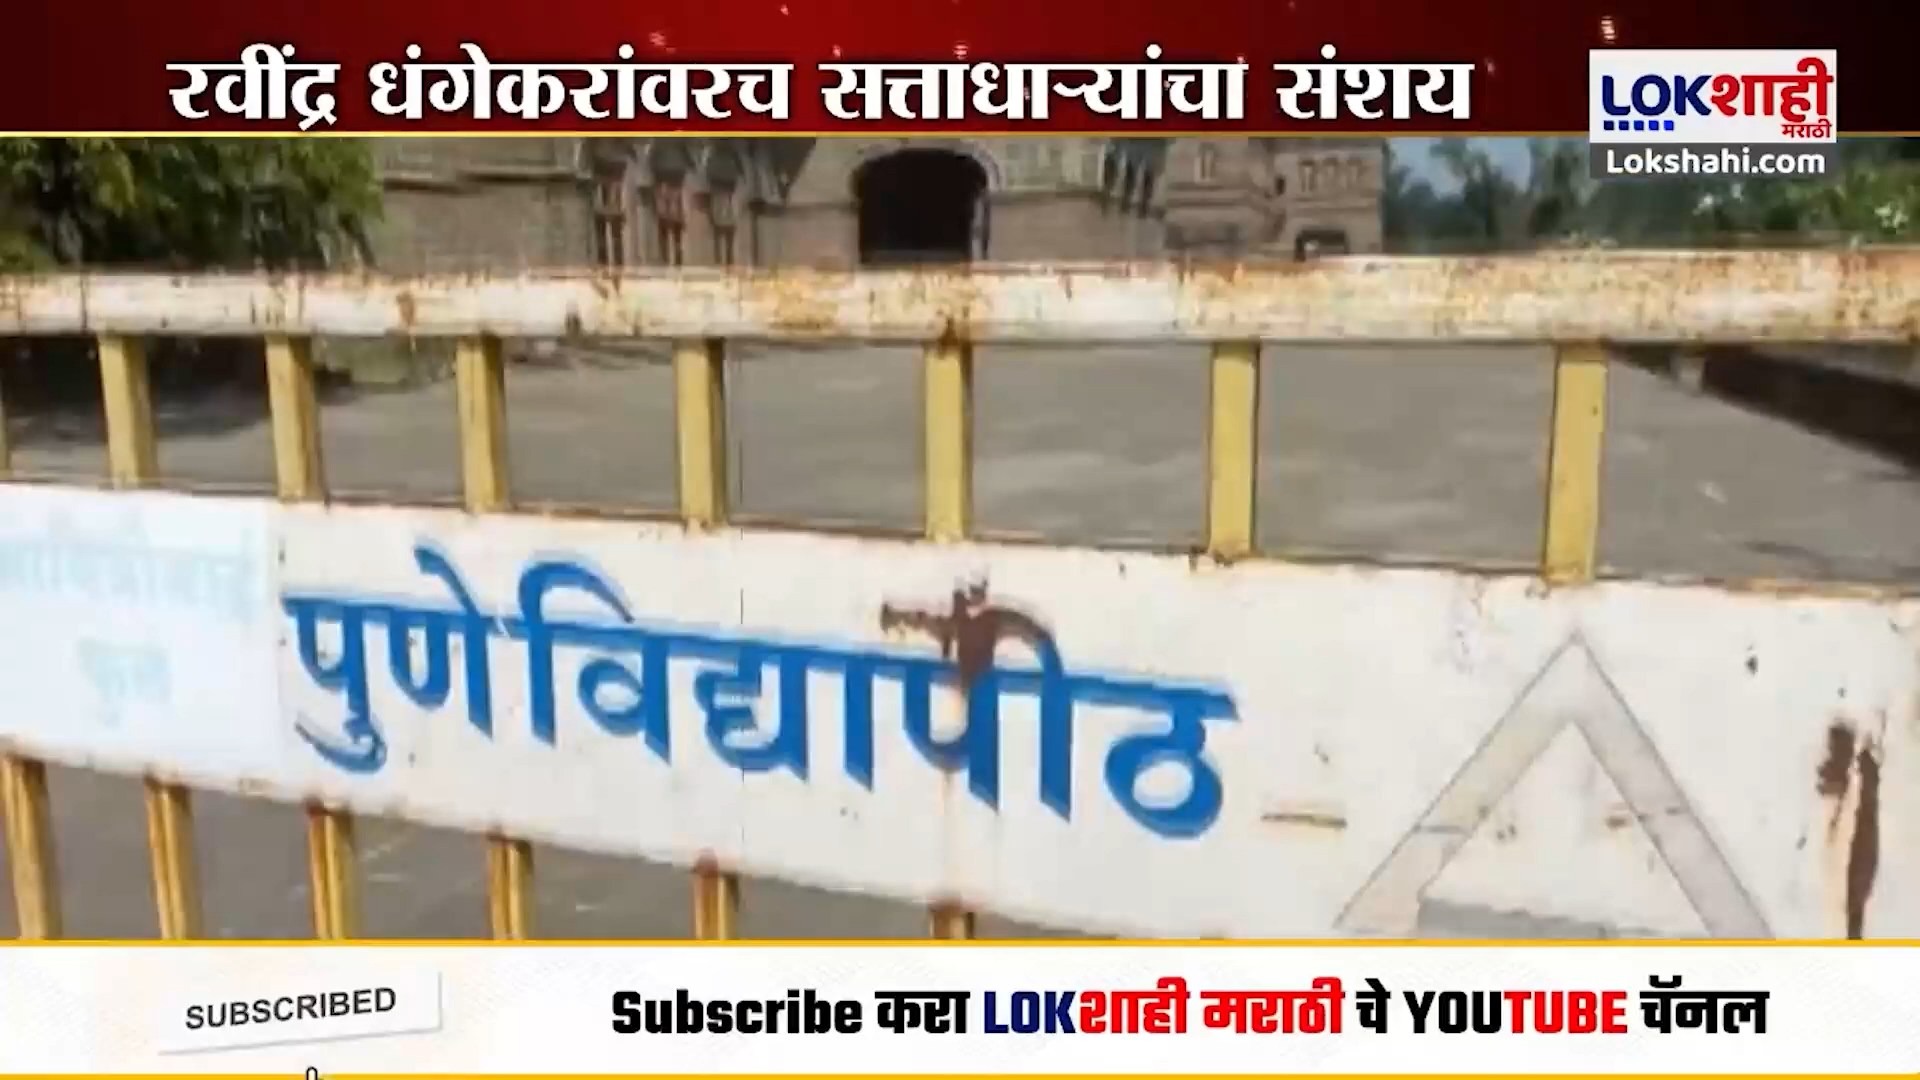 रवींद्र धंगेकरांवरच सत्ताधाऱ्यांचा संशय
LOKशाही
मराठी
Lokshahi.com
पुणे विद्यापीठ
SUBSCRIBED
Subscribe करा LOKशाही मराठी चे YOUTUBE चॅनल